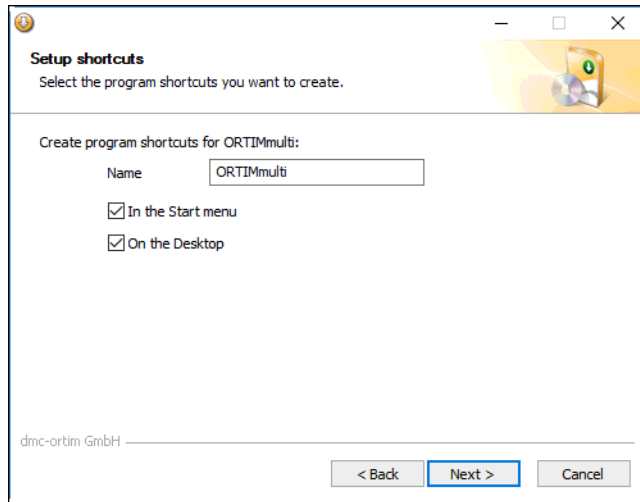 Setup shortcuts
Select the program shortcuts you want to create.
Create program shortcuts for ORTIMmulti:
Name ORTIMmulti
In the Start menu
On the Desktop
dmc-ortim GmbH
< Back Next > Cancel